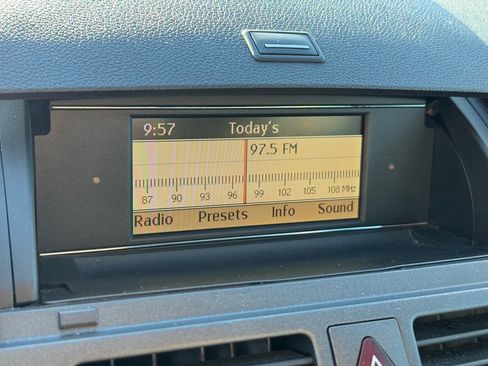 9:57 Today's
97.5 FM
87 90 93 96 99 102 105 108 MHz
Radio Presets Info Sound